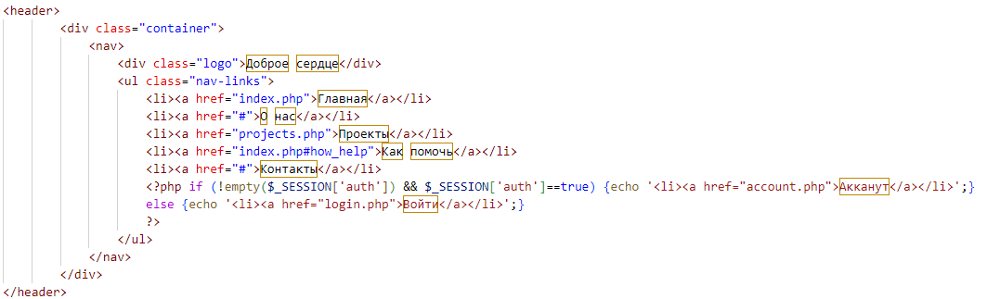 <header>
<div class="container">
<nav>
<div class="logo">Доброе сердце</div>
<ul class="nav-links">
<li><a href="index.php">Главная</a></li>
<li><a href="#">О нас</a></li>
<li><a href="projects.php">Проекты</a></li>
<li><a href="index.php#how_help">Как помочь</a></li>
<li><a href="#">Контакты</a></li>
<?php if (!empty($_SESSION['auth']) && $_SESSION['auth']==true) {echo '<li><a href="account.php">Акканут</a></li>';}
else {echo '<li><a href="login.php">Войти</a></li>';}
?>
</ul>
</nav>
</div>
</header>